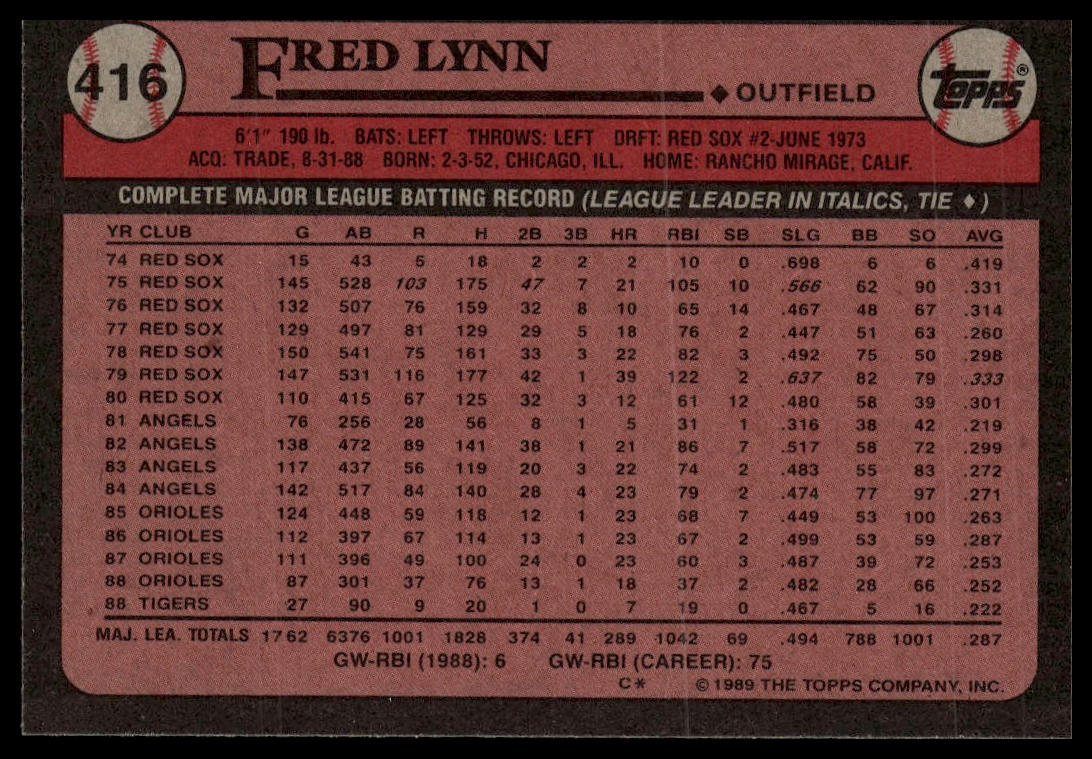 416
FRED LYNN
TOPPS®
♦ OUTFIELD
6'1" 190 lb. BATS: LEFT THROWS: LEFT DRFT: RED SOX #2-JUNE 1973
ACQ: TRADE, 8-31-88 BORN: 2-3-52, CHICAGO, ILL. HOME: RANCHO MIRAGE, CALIF.
COMPLETE MAJOR LEAGUE BATTING RECORD (LEAGUE LEADER IN ITALICS, TIE ♦)
YR CLUB G AB R H 2B 3B HR RBI SB SLG BB SO AVG
74 RED SOX 15 43 5 18 2 2 2 10 0 .698 6 6 .419
75 RED SOX 145 528 103 175 47 7 21 105 10 .566 62 90 .331
76 RED SOX 132 507 76 159 32 8 10 65 14 .467 48 67 .314
77 RED SOX 129 497 81 129 29 5 18 76 2 .447 51 63 .260
78 RED SOX 150 541 75 161 33 3 22 82 3 .492 75 50 .298
79 RED SOX 147 531 116 177 42 1 39 122 2 .637 82 79 .333
80 RED SOX 110 415 67 125 32 3 12 61 12 .480 58 39 .301
81 ANGELS 76 256 28 56 8 1 5 31 1 .316 38 42 .219
82 ANGELS 138 472 89 141 38 1 21 86 7 .517 58 72 .299
83 ANGELS 117 437 56 119 20 3 22 74 2 .483 55 83 .272
84 ANGELS 142 517 84 140 28 4 23 79 2 .474 77 97 .271
85 ORIOLES 124 448 59 118 12 1 23 68 7 .449 53 100 .263
86 ORIOLES 112 397 67 114 13 1 23 67 2 .499 53 59 .287
87 ORIOLES 111 396 49 100 24 0 23 60 3 .487 39 72 .253
88 ORIOLES 87 301 37 76 13 1 18 37 2 .482 28 66 .252
88 TIGERS 27 90 9 20 1 0 7 19 0 .467 5 16 .222
MAJ. LEA. TOTALS 1762 6376 1001 1828 374 41 289 1042 69 .494 788 1001 .287
GW-RBI (1988): 6 GW-RBI (CAREER): 75
C* © 1989 THE TOPPS COMPANY, INC.